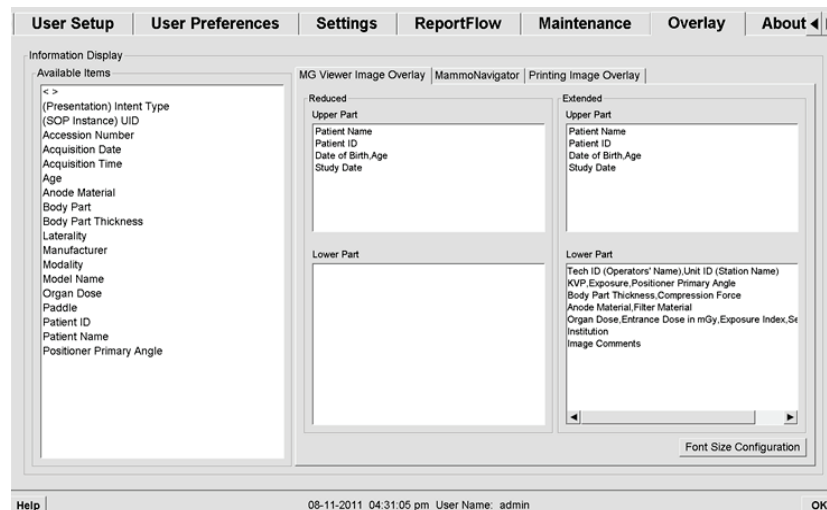 User Setup User Preferences Settings ReportFlow Maintenance Overlay About
Information Display
Available Items
< >
(Presentation) Intent Type
(SOP Instance) UID
Accession Number
Acquisition Date
Acquisition Time
Age
Anode Material
Body Part
Body Part Thickness
Laterality
Manufacturer
Modality
Model Name
Organ Dose
Paddle
Patient ID
Patient Name
Positioner Primary Angle
MG Viewer Image Overlay MammoNavigator Printing Image Overlay
Reduced
Upper Part
Patient Name
Patient ID
Date of Birth,Age
Study Date
Lower Part
Extended
Upper Part
Patient Name
Patient ID
Date of Birth,Age
Study Date
Lower Part
Tech ID (Operators' Name),Unit ID (Station Name)
KVP,Exposure,Positioner Primary Angle
Body Part Thickness,Compression Force
Anode Material,Filter Material
Organ Dose,Entrance Dose in mGy,Exposure Index,Se
Institution
Image Comments
Font Size Configuration
Help 08-11-2011 04:31:05 pm User Name: admin OK